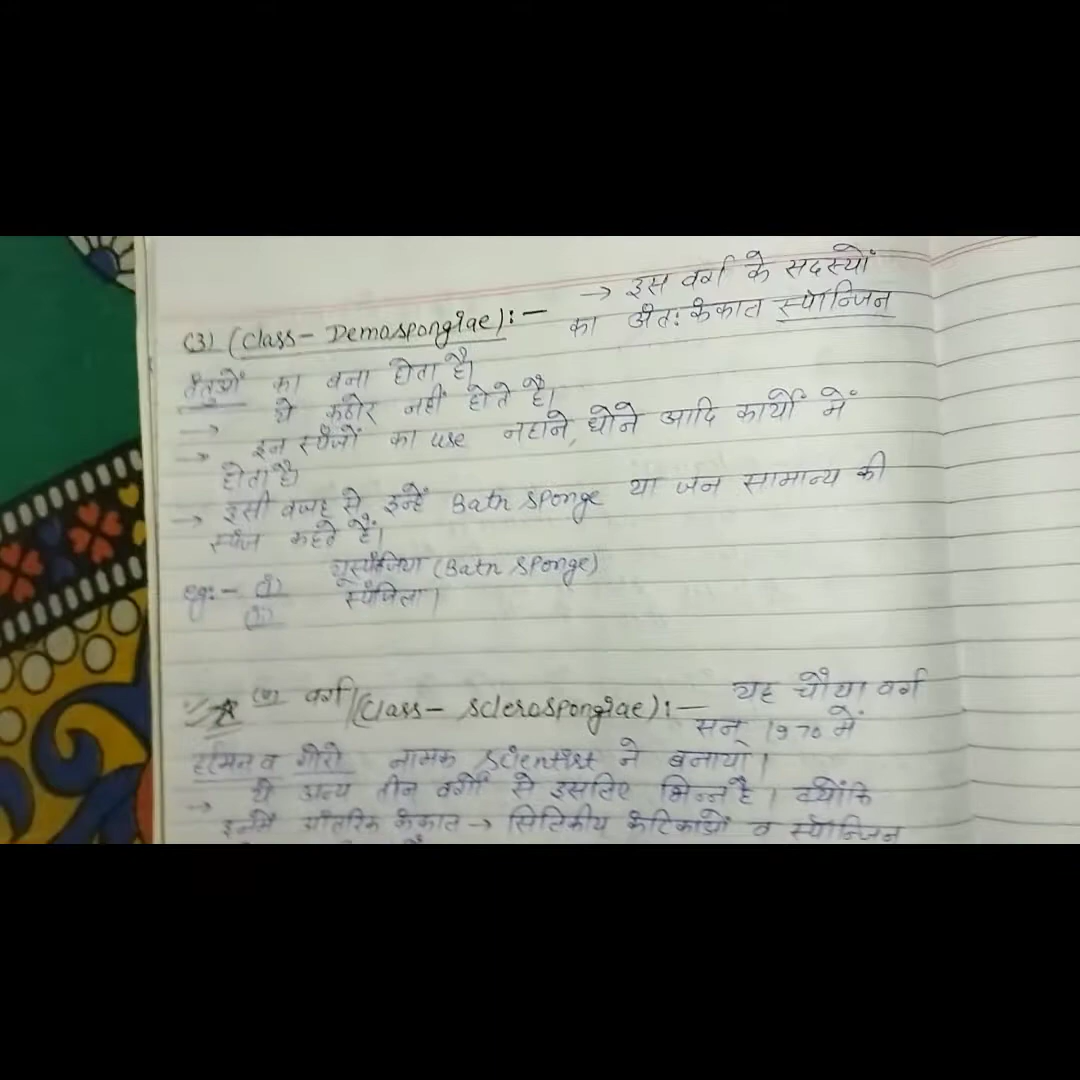 (3) (Class- Demospongiae):- → इस वर्ग के सदस्यों
का अंतः कंकाल स्पॉन्जिन
तंतुओं का बना होता है।
→ ये कठोर नहीं होते है।
→ इन स्पंजों का use नहाने, धोने आदि कार्यों में
होता है
→ इसी वजह से इन्हें Bath sponge या जन सामान्य की
स्पंज कहते हैं।
eg:- (i) यूस्पंजिया (Bath sponge)
(ii) स्पंजिला।
(4) वर्ग (Class- Sclerospongiae):- यह चौथा वर्ग
सन् 1970 में
व गोरो नामक Scientist ने बनाया।
→ ये अन्य तीन वर्गों से इसलिए भिन्न है। क्योंकि
इनमें आंतरिक कंकाल → सिलिकीय कंटिकाओं व स्पॉन्जिन